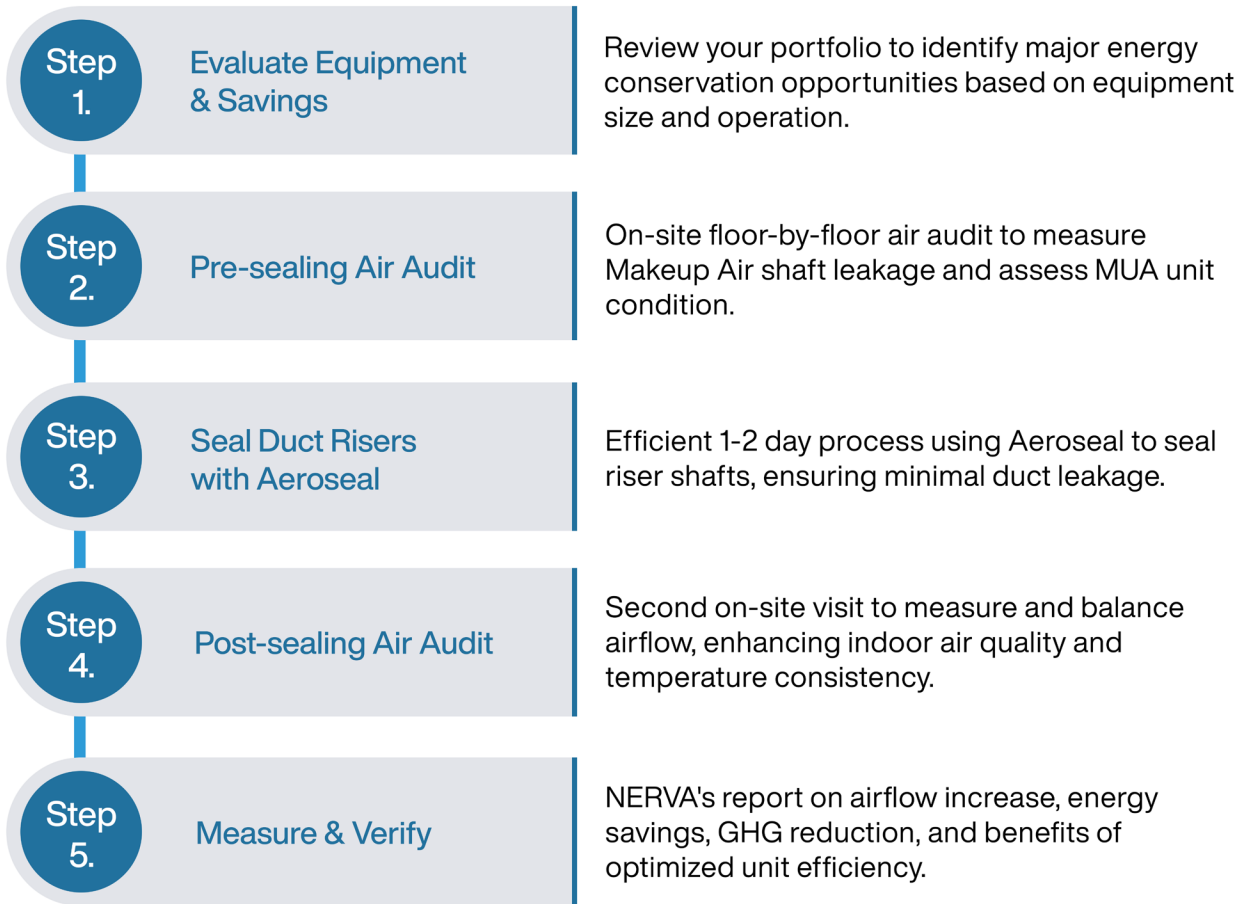 Step
1.
Evaluate Equipment
& Savings
Review your portfolio to identify major energy
conservation opportunities based on equipment
size and operation.
Step
2.
Pre-sealing Air Audit
On-site floor-by-floor air audit to measure
Makeup Air shaft leakage and assess MUA unit
condition.
Step
3.
Seal Duct Risers
with Aeroseal
Efficient 1-2 day process using Aeroseal to seal
riser shafts, ensuring minimal duct leakage.
Step
4.
Post-sealing Air Audit
Second on-site visit to measure and balance
airflow, enhancing indoor air quality and
temperature consistency.
Step
5.
Measure & Verify
NERVA's report on airflow increase, energy
savings, GHG reduction, and benefits of
optimized unit efficiency.